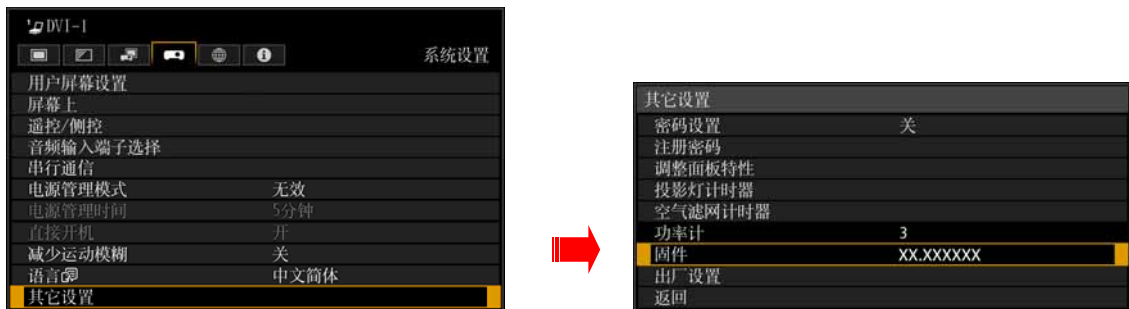 DVI-I
系统设置
用户屏幕设置
屏幕上
遥控/侧控
音频输入端子选择
串行通信
电源管理模式 无效
电源管理时间 5分钟
直接开机 开
减少运动模糊 关
语言 中文简体
其它设置
其它设置
密码设置 关
注册密码
调整面板特性
投影灯计时器
空气滤网计时器
功率计 3
固件 XX.XXXXXX
出厂设置
返回